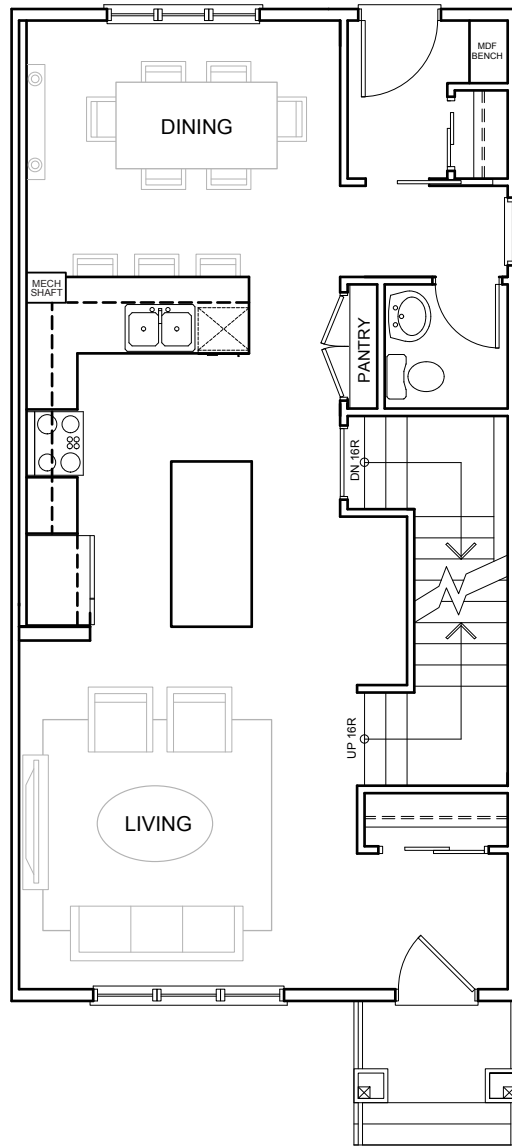 MDF
BENCH
DINING
MECH
SHAFT
PANTRY
DN 16R
UP 16R
LIVING